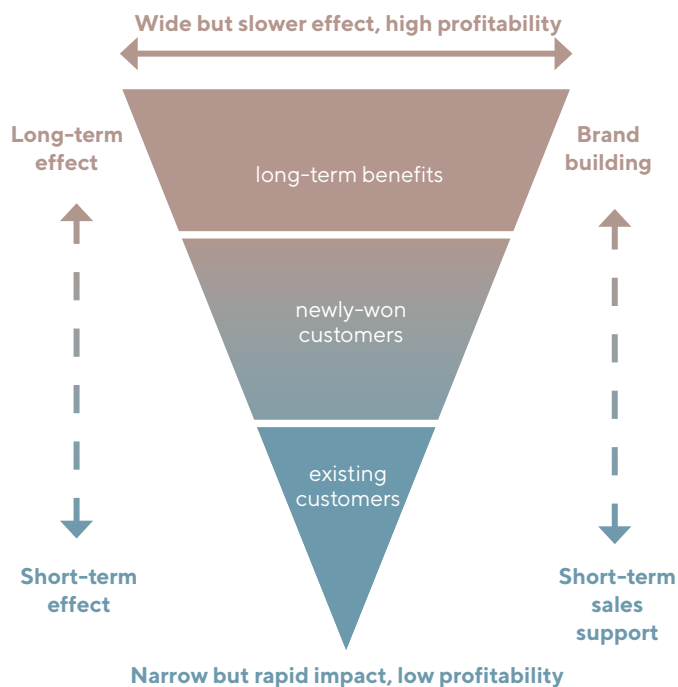 Wide but slower effect, high profitability
Long-term
effect
Brand
building
long-term benefits
newly-won
customers
existing
customers
Short-term
effect
Short-term
sales
support
Narrow but rapid impact, low profitability